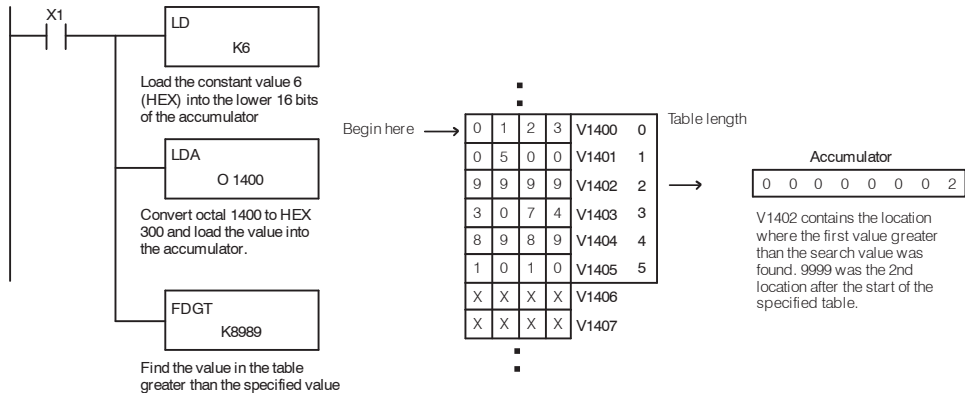 X1
LD
K6
Load the constant value 6
(HEX) into the lower 16 bits
of the accumulator
LDA
O 1400
Convert octal 1400 to HEX
300 and load the value into
the accumulator.
FDGT
K8989
Find the value in the table
greater than the specified value
Begin here
Table length
0 1 2 3 V1400 0
0 5 0 0 V1401 1
9 9 9 9 V1402 2
3 0 7 4 V1403 3
8 9 8 9 V1404 4
1 0 1 0 V1405 5
X X X X V1406
X X X X V1407
Accumulator
0 0 0 0 0 0 0 2
V1402 contains the location
where the first value greater
than the search value was
found. 9999 was the 2nd
location after the start of the
specified table.